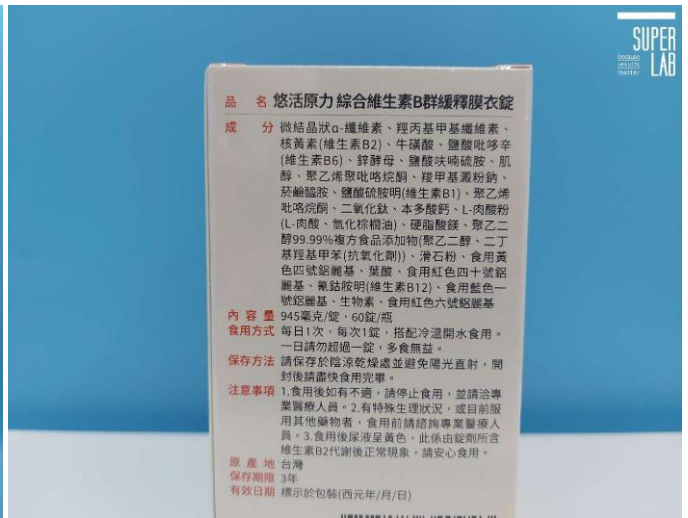 SUPER LAB
because results matter
品 名 悠活原力 綜合維生素B群緩釋膜衣錠
成 分 微結晶狀α-纖維素、羥丙基甲基纖維素、
核黃素(維生素B2)、牛磺酸、鹽酸吡哆辛
(維生素B6)、鋅酵母、鹽酸呋喃硫胺、肌
醇、聚乙烯聚吡咯烷酮、羧甲基澱粉鈉、
菸鹼醯胺、鹽酸硫胺明(維生素B1)、聚乙烯
吡咯烷酮、二氧化鈦、本多酸鈣、L-肉酸粉
(L-肉酸、氫化棕櫚油)、硬脂酸鎂、聚乙二
醇99.99%複方食品添加物(聚乙二醇、二丁
基羥基甲苯(抗氧化劑))、滑石粉、食用黃
色四號鋁麗基、葉酸、食用紅色四十號鋁
麗基、氰鈷胺明(維生素B12)、食用藍色一
號鋁麗基、生物素、食用紅色六號鋁麗基
內 容 量 945毫克/錠，60錠/瓶
食用方式 每日1次，每次1錠，搭配冷溫開水食用。
一日請勿超過一錠，多食無益。
保存方法 請保存於陰涼乾燥處並避免陽光直射，開
封後請盡快食用完畢。
注意事項 1.食用後如有不適，請停止食用，並請洽專
業醫療人員。2.有特殊生理狀況，或目前服
用其他藥物者，食用前請諮詢專業醫療人
員。3.食用後尿液呈黃色，此係由錠劑所含
維生素B2代謝後正常現象，請安心食用。
原 產 地 台灣
保存期限 3年
有效日期 標示於包裝(西元年/月/日)